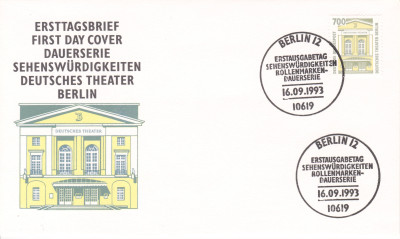 ERSTTAGSBRIEF
FIRST DAY COVER
DAUERSERIE
SEHENSWÜRDIGKEITEN
DEUTSCHES THEATER
BERLIN
DEUTSCHES THEATER
700
BERLIN 12
ERSTAUSGABETAG
SEHENSWÜRDIGKEITEN
ROLLENMARKEN-
DAUERSERIE
16.09.1993
10619
BERLIN 12
ERSTAUSGABETAG
SEHENSWÜRDIGKEITEN
ROLLENMARKEN-
DAUERSERIE
16.09.1993
10619